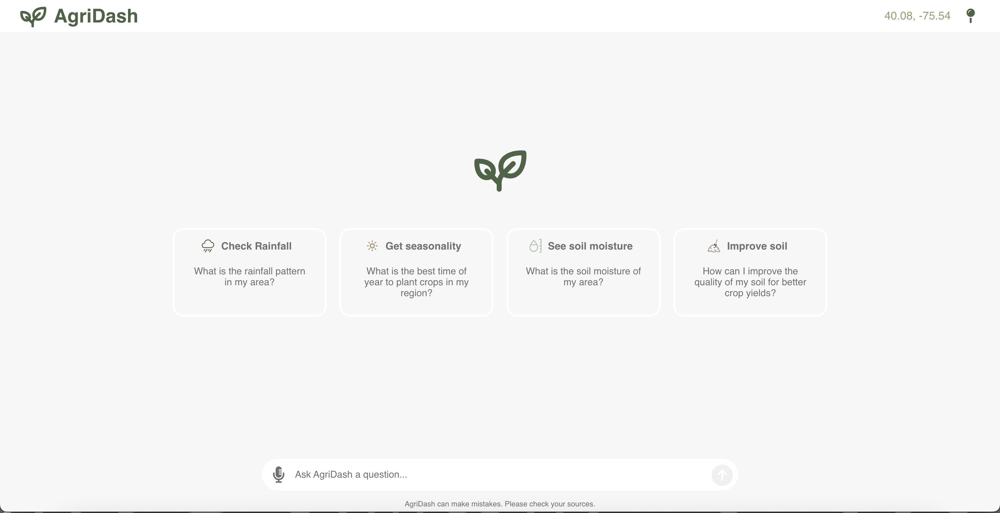 AgriDash
40.08, -75.54
Check Rainfall
What is the rainfall pattern
in my area?
Get seasonality
What is the best time of
year to plant crops in my
region?
See soil moisture
What is the soil moisture of
my area?
Improve soil
How can I improve the
quality of my soil for better
crop yields?
Ask AgriDash a question...
AgriDash can make mistakes. Please check your sources.